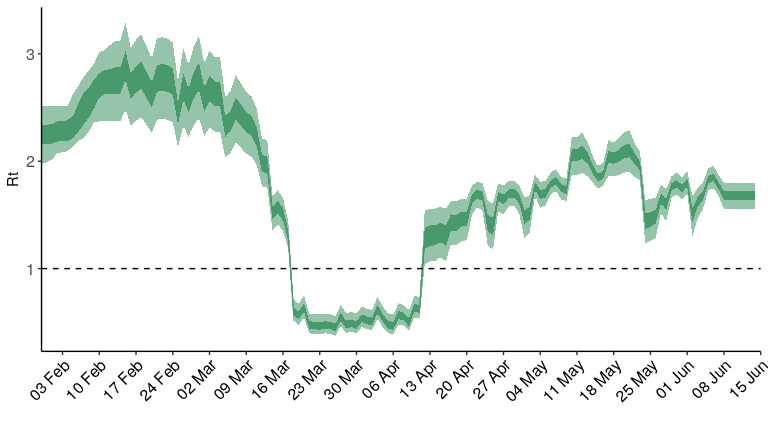 Rt
3
2
1
03 Feb
10 Feb
17 Feb
24 Feb
02 Mar
09 Mar
16 Mar
23 Mar
30 Mar
06 Apr
13 Apr
20 Apr
27 Apr
04 May
11 May
18 May
25 May
01 Jun
08 Jun
15 Jun